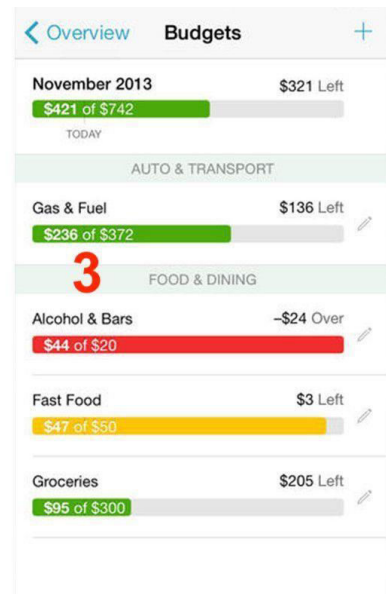 Overview Budgets +
November 2013 $321 Left
$421 of $742
TODAY
AUTO & TRANSPORT
Gas & Fuel $136 Left
$236 of $372
3
FOOD & DINING
Alcohol & Bars –$24 Over
$44 of $20
Fast Food $3 Left
$47 of $50
Groceries $205 Left
$95 of $300